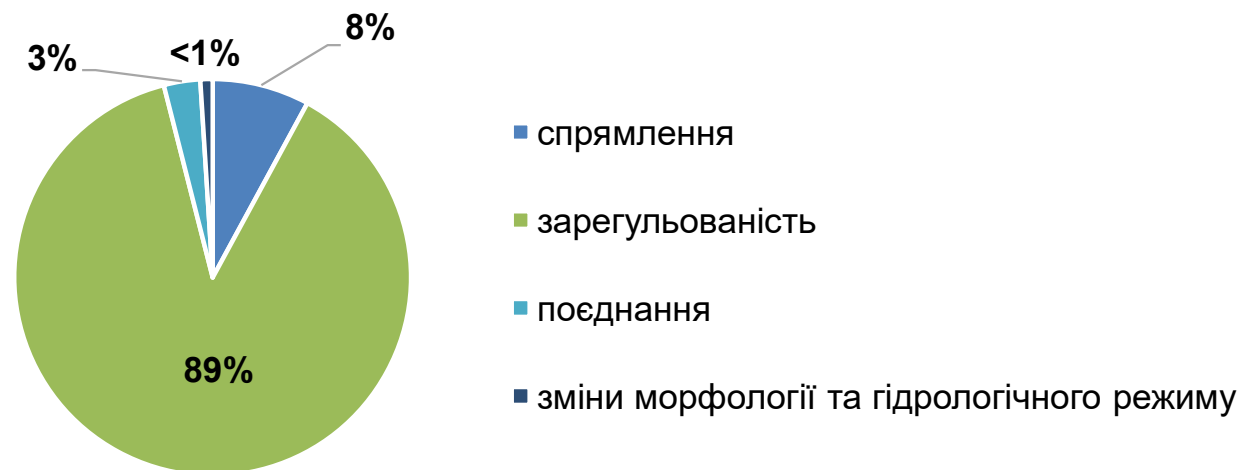 3%
<1%
8%
89%
спрямлення
зарегульованість
поєднання
зміни морфології та гідрологічного режиму